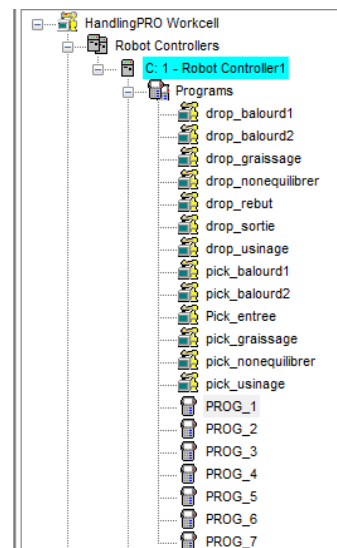 HandlingPRO Workcell
Robot Controllers
C: 1 - Robot Controller1
Programs
drop_balourd1
drop_balourd2
drop_graissage
drop_nonequilibrer
drop_rebut
drop_sortie
drop_usinage
pick_balourd1
pick_balourd2
Pick_entree
pick_graissage
pick_nonequilibrer
pick_usinage
PROG_1
PROG_2
PROG_3
PROG_4
PROG_5
PROG_6
PROG_7